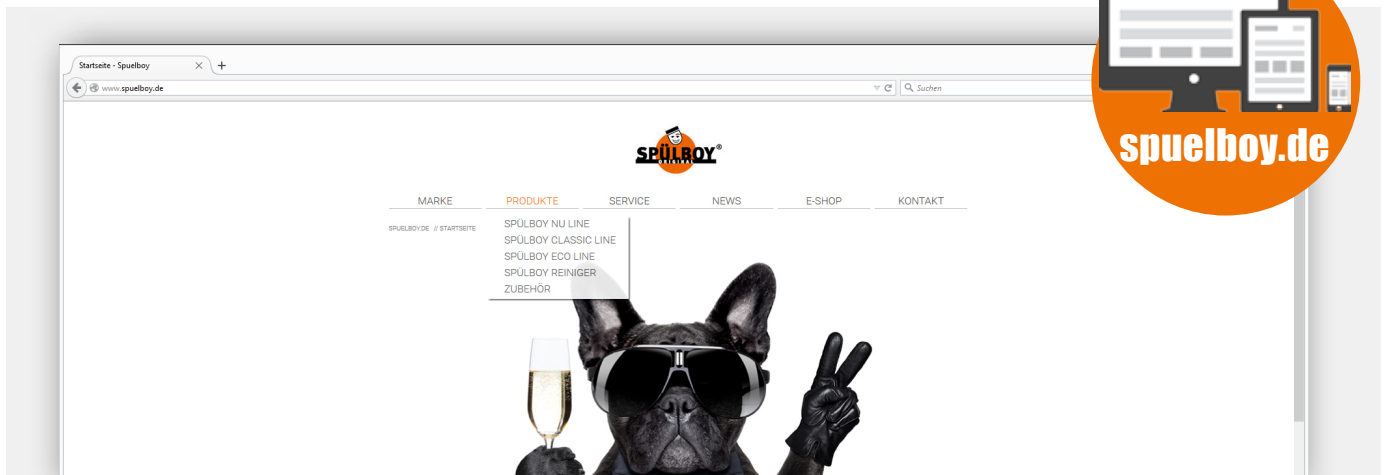 Startseite - Spuelboy
www.spuelboy.de
Suchen
spuelboy.de
SPÜLBOY®
ORIGINAL
MARKE PRODUKTE SERVICE NEWS E-SHOP KONTAKT
SPUELBOY.DE // STARTSEITE
SPÜLBOY NU LINE
SPÜLBOY CLASSIC LINE
SPÜLBOY ECO LINE
SPÜLBOY REINIGER
ZUBEHÖR